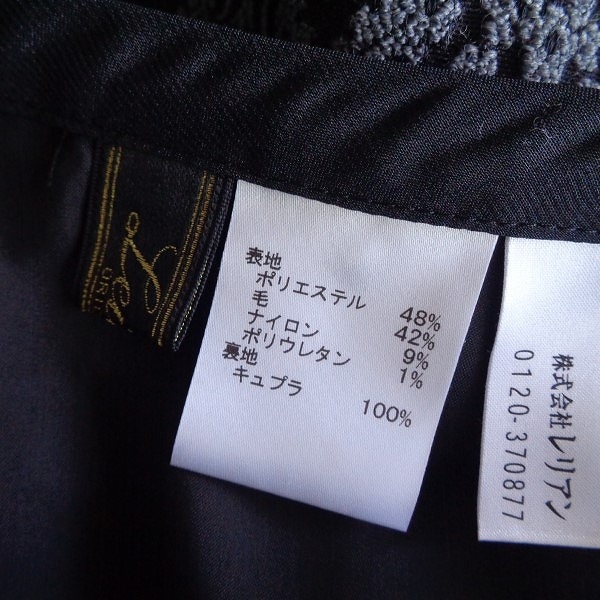 表地
ポリエステル 48%
毛 42%
ナイロン 9%
ポリウレタン 1%
裏地
キュプラ 100%
株式会社レリアン
0120-370877